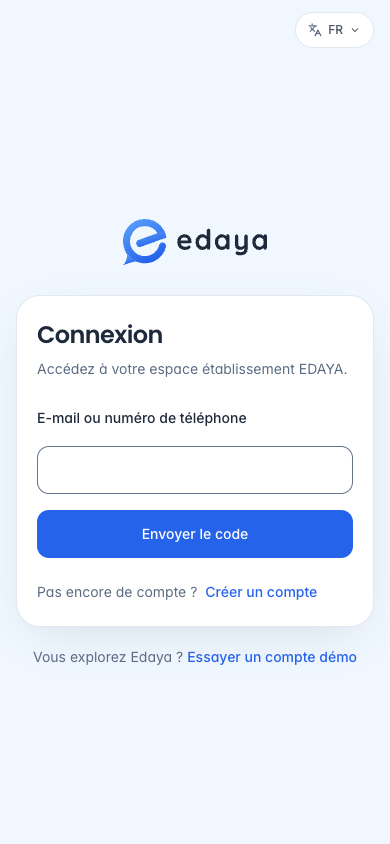 FR
edaya
Connexion
Accédez à votre espace établissement EDAYA.
E-mail ou numéro de téléphone
Envoyer le code
Pas encore de compte ? Créer un compte
Vous explorez Edaya ? Essayer un compte démo